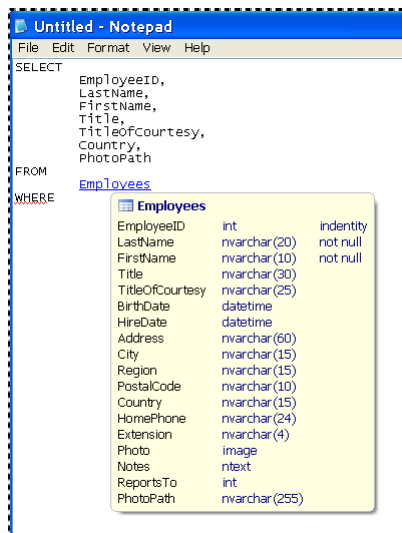 Untitled - Notepad
File Edit Format View Help
SELECT
EmployeeID,
LastName,
FirstName,
Title,
TitleOfCourtesy,
Country,
PhotoPath
FROM
Employees
WHERE
Employees
EmployeeID int indentity
LastName nvarchar(20) not null
FirstName nvarchar(10) not null
Title nvarchar(30)
TitleOfCourtesy nvarchar(25)
BirthDate datetime
HireDate datetime
Address nvarchar(60)
City nvarchar(15)
Region nvarchar(15)
PostalCode nvarchar(10)
Country nvarchar(15)
HomePhone nvarchar(24)
Extension nvarchar(4)
Photo image
Notes ntext
ReportsTo int
PhotoPath nvarchar(255)